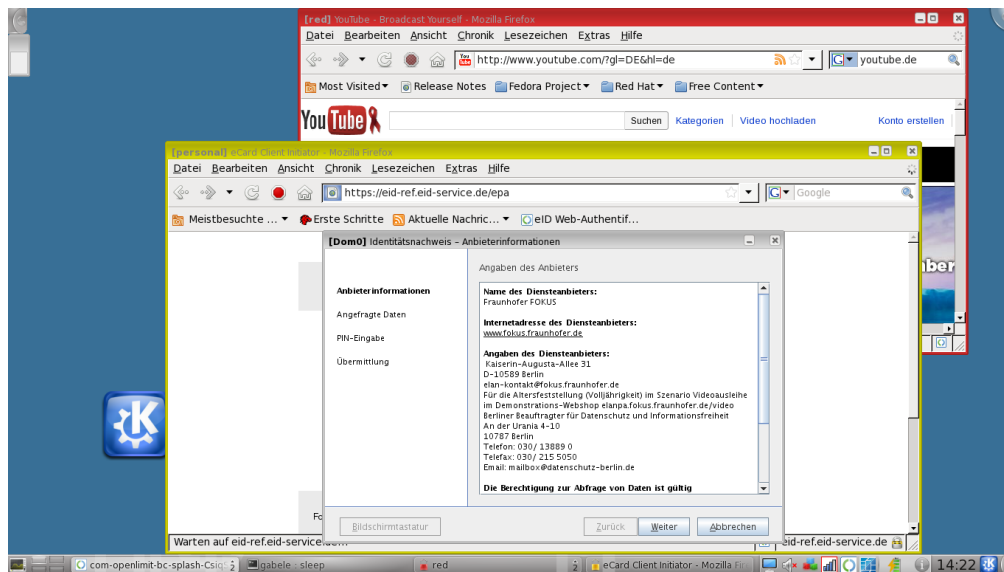 [red] YouTube - Broadcast Yourself - Mozilla Firefox
Datei Bearbeiten Ansicht Chronik Lesezeichen Extras Hilfe
http://www.youtube.com/?gl=DE&hl=de
youtube.de
Most Visited Release Notes Fedora Project Red Hat Free Content
You Tube
Suchen Kategorien Video hochladen Konto erstellen
[personal] eCard Client Initiator - Mozilla Firefox
Datei Bearbeiten Ansicht Chronik Lesezeichen Extras Hilfe
https://eid-ref.eid-service.de/epa
Google
Meistbesuchte ... Erste Schritte Aktuelle Nachric... eID Web-Authentif...
[Dom0] Identitätsnachweis – Anbieterinformationen
Anbieterinformationen
Angefragte Daten
PIN-Eingabe
Übermittlung
Angaben des Anbieters
Name des Diensteanbieters:
Fraunhofer FOKUS
Internetadresse des Diensteanbieters:
www.fokus.fraunhofer.de
Angaben des Diensteanbieters:
Kaiserin-Augusta-Allee 31
D-10589 Berlin
elan-kontakt@fokus.fraunhofer.de
Für die Altersfeststellung (Volljährigkeit) im Szenario Videoausleihe
im Demonstrations-Webshop elanpa.fokus.fraunhofer.de/video
Berliner Beauftragter für Datenschutz und Informationsfreiheit
An der Urania 4-10
10787 Berlin
Telefon: 030/ 13889 0
Telefax: 030/ 215 5050
Email: mailbox@datenschutz-berlin.de
Die Berechtigung zur Abfrage von Daten ist gültig
Bildschirmtastatur Zurück Weiter Abbrechen
ber
Fo
Warten auf eid-ref.eid-service.de...
eid-ref.eid-service.de
com-openlimit-bc-splash-Csig 2
gabele : sleep
red 2
eCard Client Initiator - Mozilla Fir
14:22